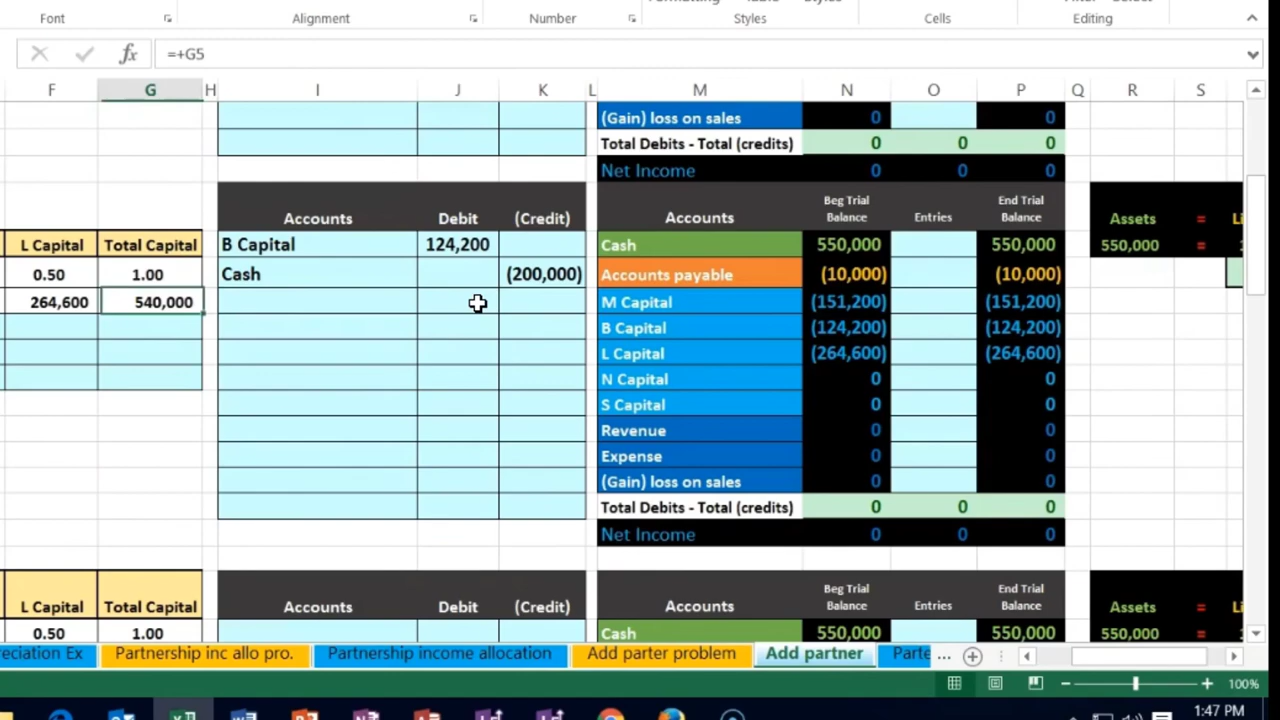 Font Alignment Number Styles Cells Editing
=+G5
F G H I J K L M N O P Q R S
(Gain) loss on sales 0 0
Total Debits - Total (credits) 0 0 0
Net Income 0 0 0
L Capital Total Capital Accounts Debit (Credit) Accounts Beg Trial Balance Entries End Trial Balance Assets =
B Capital 124,200 Cash 550,000 550,000 550,000 =
0.50 1.00 Cash (200,000) Accounts payable (10,000) (10,000)
264,600 540,000 M Capital (151,200) (151,200)
B Capital (124,200) (124,200)
L Capital (264,600) (264,600)
N Capital 0 0
S Capital 0 0
Revenue 0 0
Expense 0 0
(Gain) loss on sales 0 0
Total Debits - Total (credits) 0 0 0
Net Income 0 0 0
L Capital Total Capital Accounts Debit (Credit) Accounts Beg Trial Balance Entries End Trial Balance Assets =
0.50 1.00 Cash 550,000 550,000 550,000 =
eciation Ex Partnership inc allo pro. Partnership income allocation Add parter problem Add partner Parte ...
100%
1:47 PM